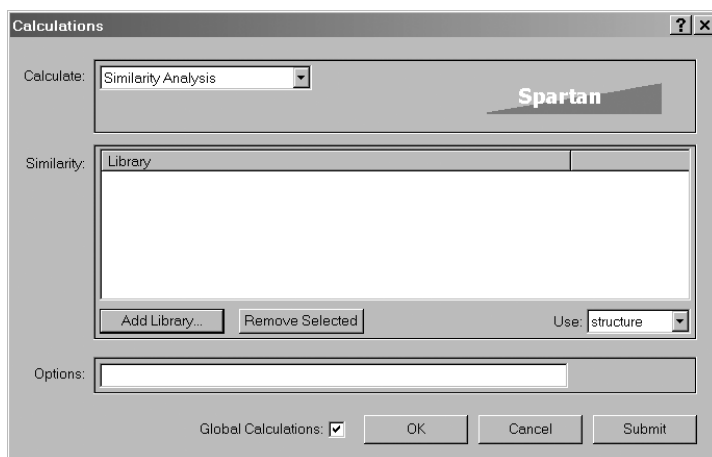 Calculations
Calculate: Similarity Analysis
Spartan
Similarity: Library
Add Library... Remove Selected Use: structure
Options:
Global Calculations: OK Cancel Submit